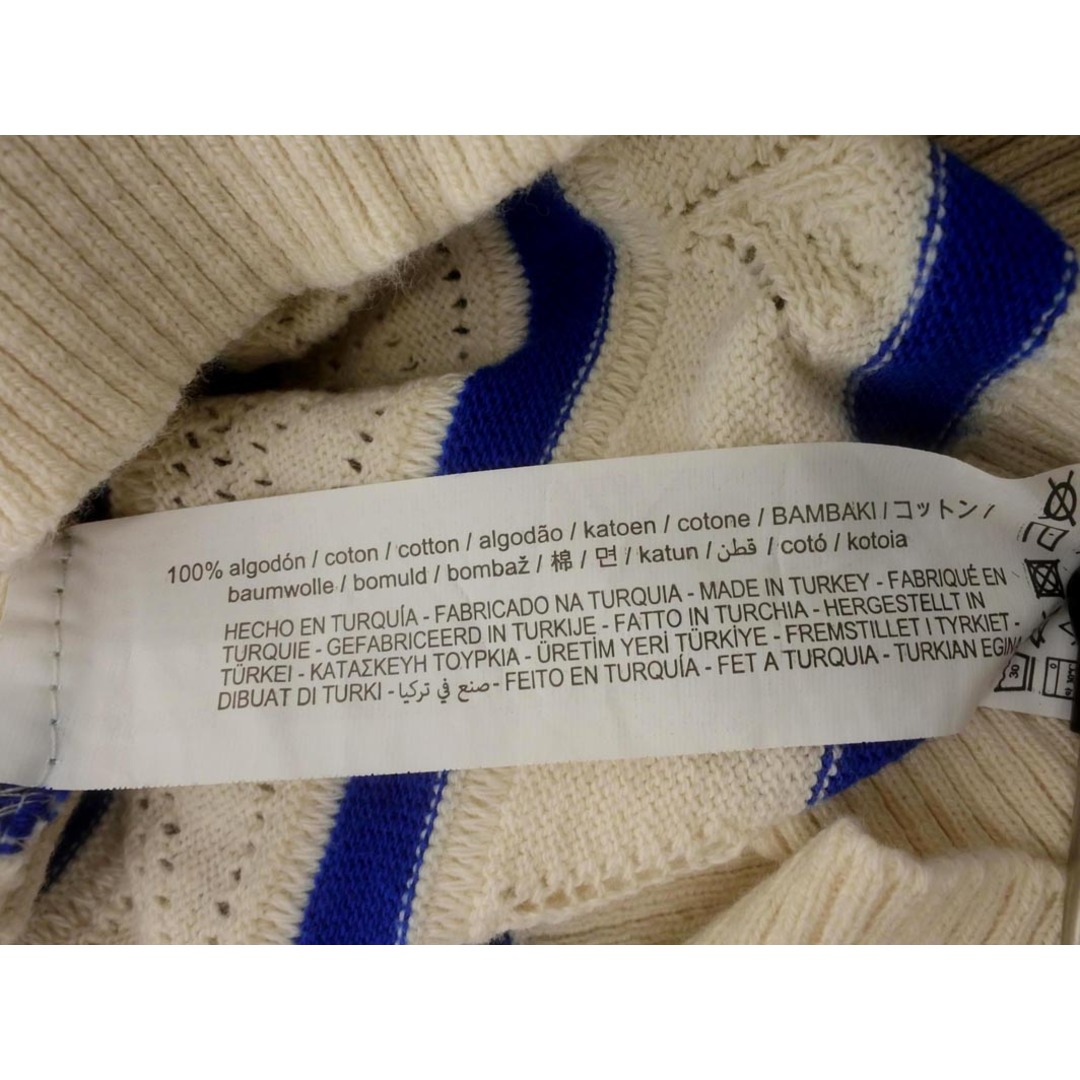 100% algodón / coton / cotton / algodão / katoen / cotone / BAMBAKI / コットン /
baumwolle / bomuld / bombaž / 棉 / 면 / katun / قطن / cotó / kotoia
HECHO EN TURQUÍA - FABRICADO NA TURQUIA - MADE IN TURKEY - FABRIQUÉ EN
TURQUIE - GEFABRICEERD IN TURKIJE - FATTO IN TURCHIA - HERGESTELLT IN
TÜRKEI - ΚΑΤΑΣΚΕΥΗ ΤΟΥΡΚΙΑ - ÜRETİM YERİ TÜRKİYE - FREMSTILLET I TYRKIET -
DIBUAT DI TURKI - صنع في تركيا - FEITO EN TURQUÍA - FET A TURQUIA - TURKIAN EGINA
30